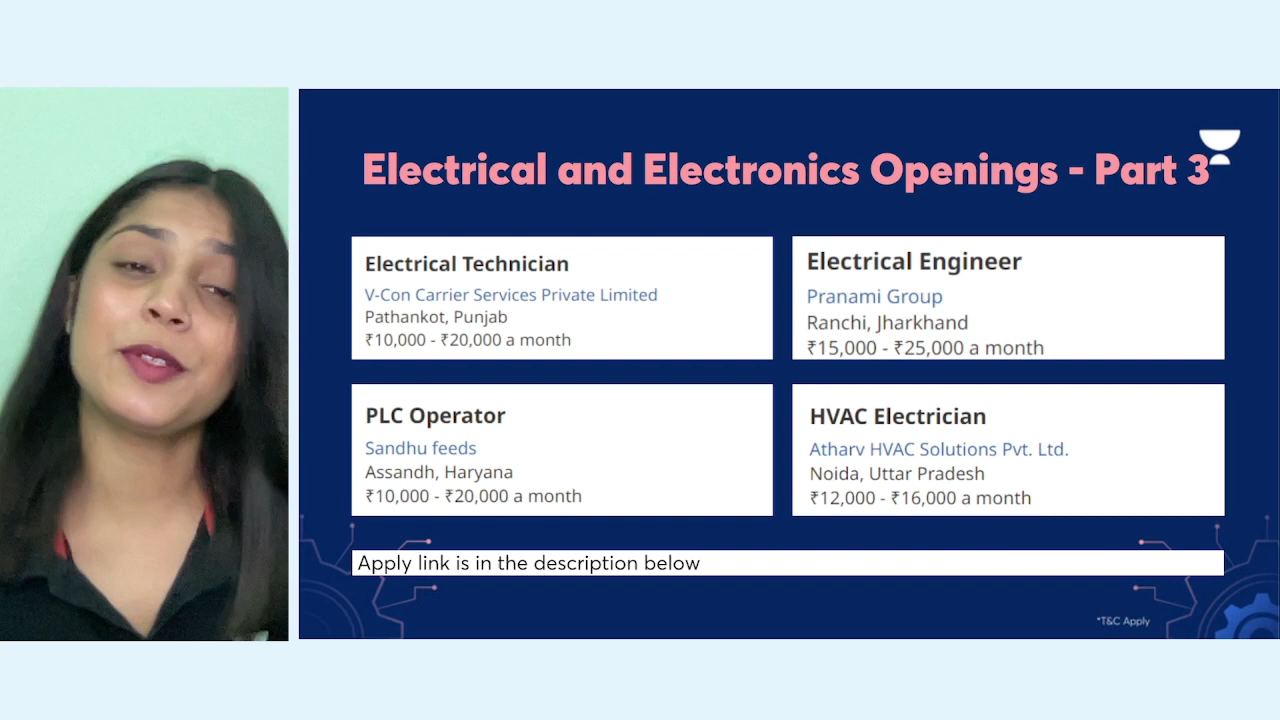 Electrical and Electronics Openings - Part 3
Electrical Technician
V-Con Carrier Services Private Limited
Pathankot, Punjab
₹10,000 - ₹20,000 a month
Electrical Engineer
Pranami Group
Ranchi, Jharkhand
₹15,000 - ₹25,000 a month
PLC Operator
Sandhu feeds
Assandh, Haryana
₹10,000 - ₹20,000 a month
HVAC Electrician
Atharv HVAC Solutions Pvt. Ltd.
Noida, Uttar Pradesh
₹12,000 - ₹16,000 a month
Apply link is in the description below
*T&C Apply